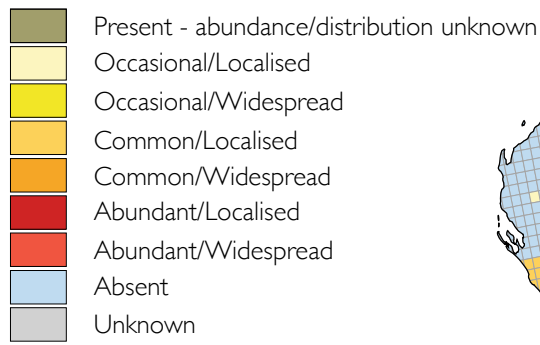 Present - abundance/distribution unknown
Occasional/Localised
Occasional/Widespread
Common/Localised
Common/Widespread
Abundant/Localised
Abundant/Widespread
Absent
Unknown